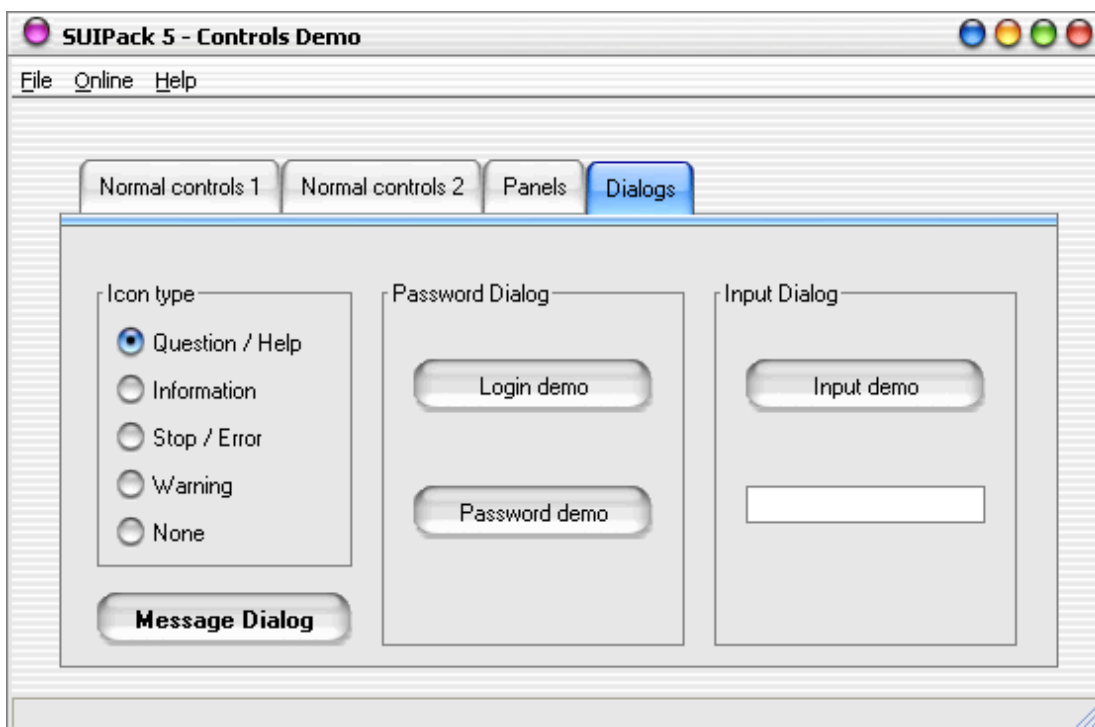 SUIPack 5 - Controls Demo
File Online Help
Normal controls 1 Normal controls 2 Panels Dialogs
Icon type
Question / Help
Information
Stop / Error
Warning
None
Message Dialog
Password Dialog
Login demo
Password demo
Input Dialog
Input demo